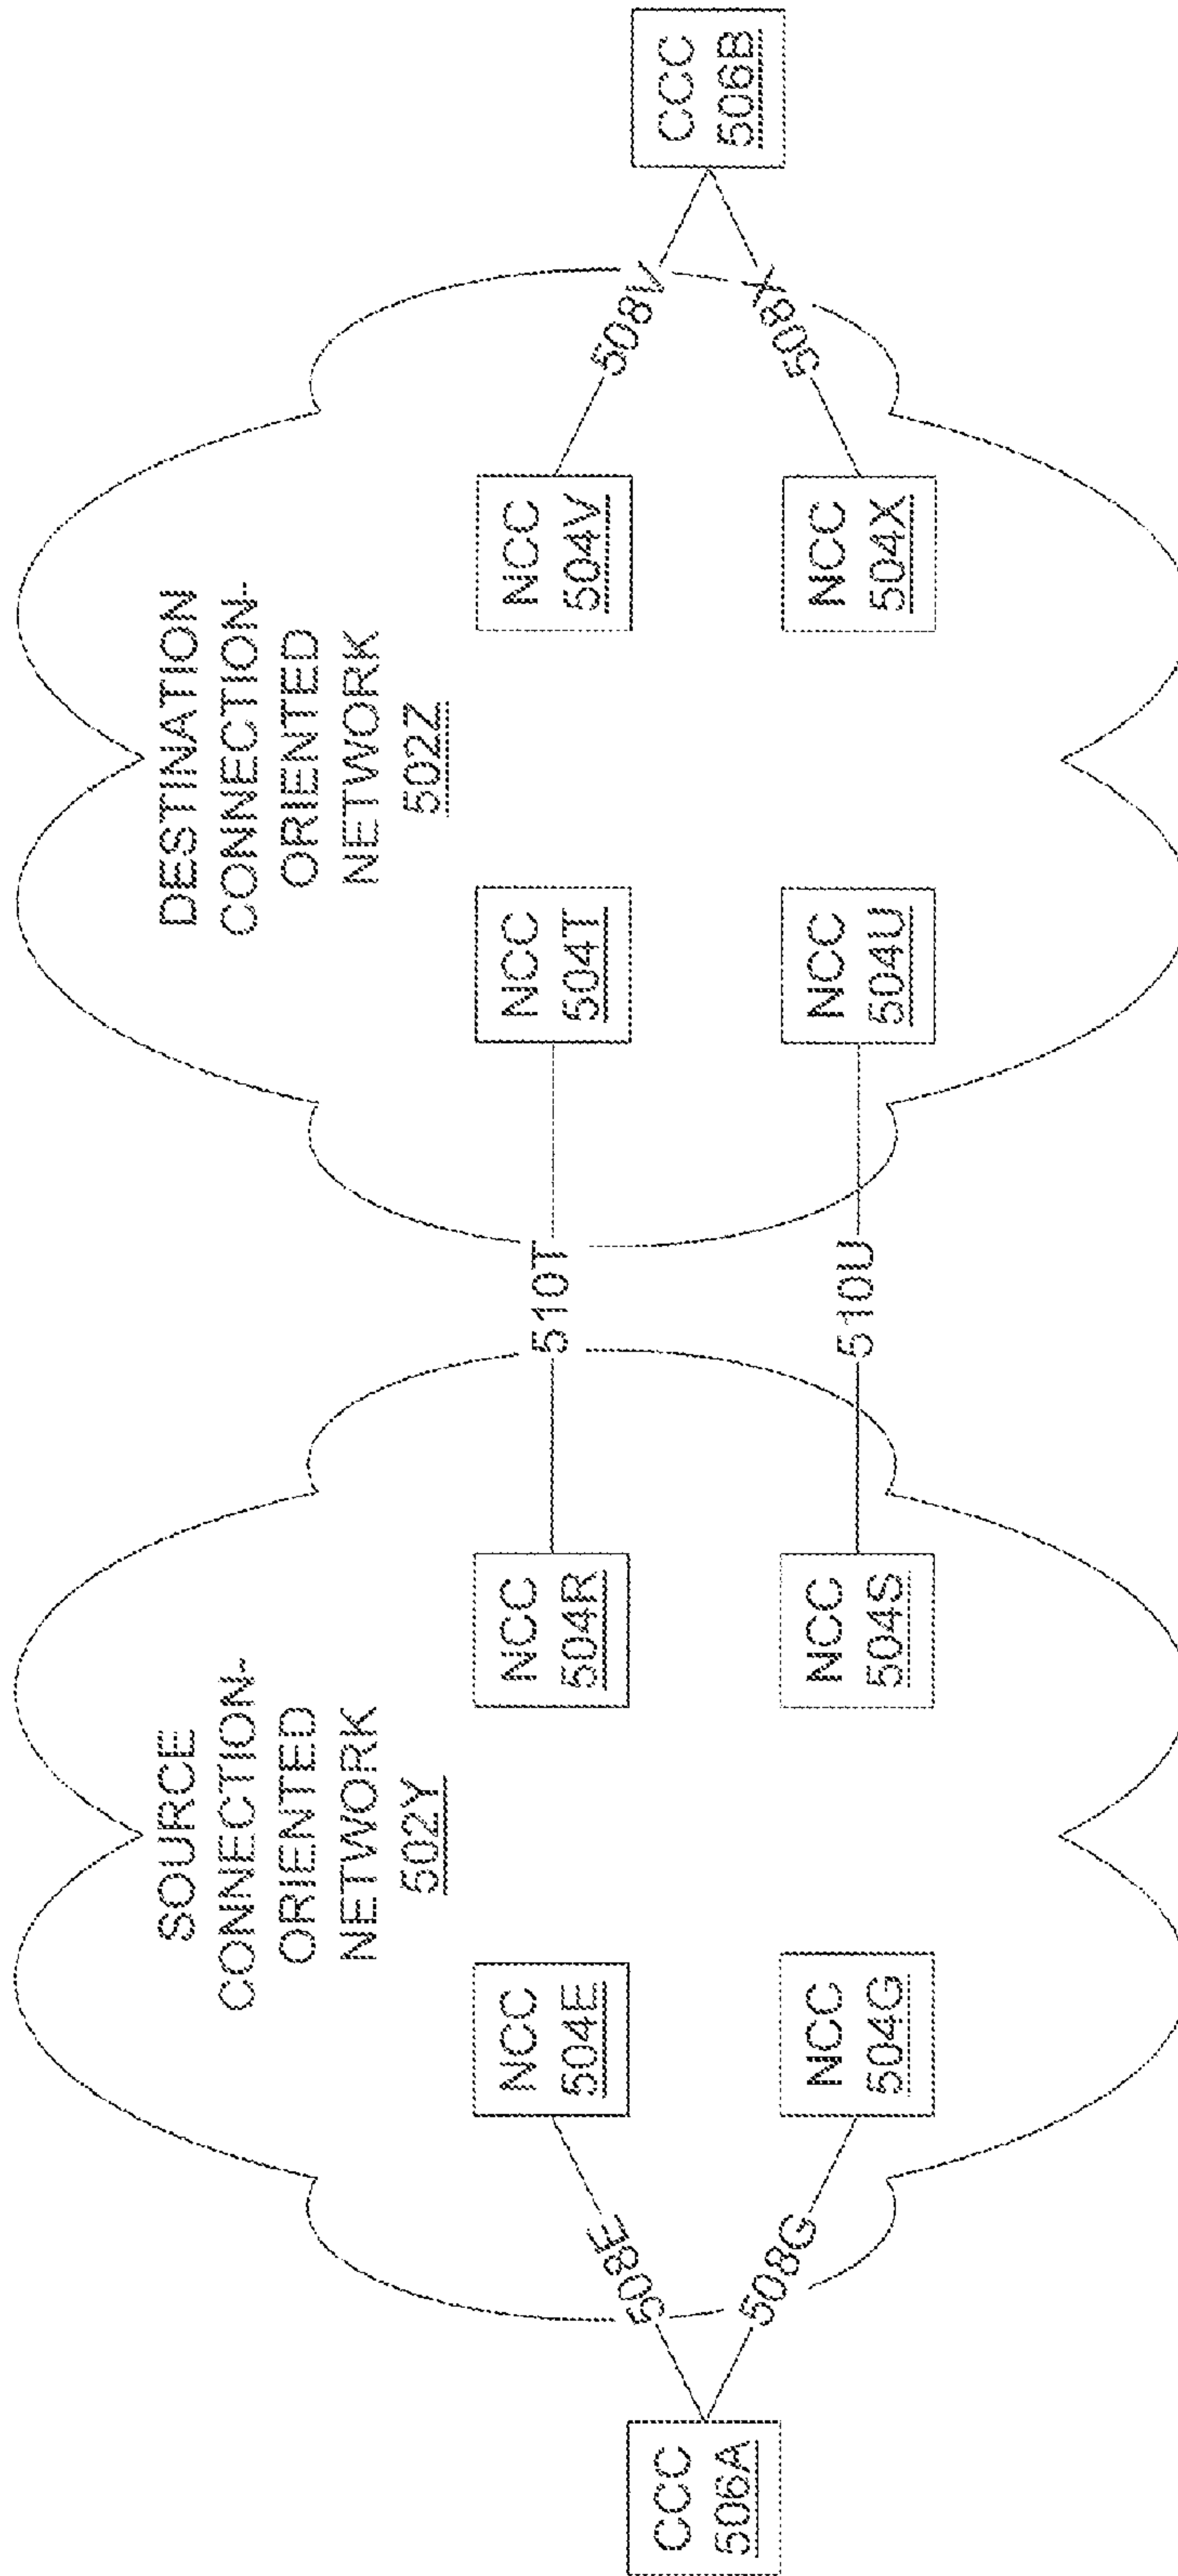 SOURCE
CONNECTION-
ORIENTED
NETWORK
502Y
DESTINATION
CONNECTION-
ORIENTED
NETWORK
502Z
CCC
506A
508E
508G
NCC
504E
NCC
504G
NCC
504R
NCC
504S
510T
510U
NCC
504T
NCC
504U
NCC
504V
NCC
504X
508V
508X
CCC
506B